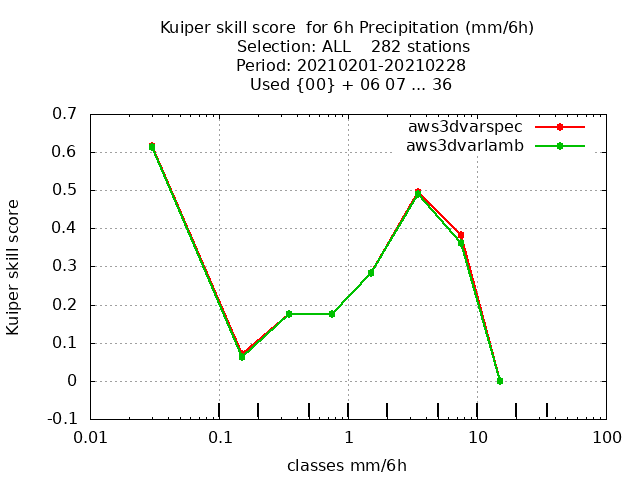 Kuiper skill score  for 6h Precipitation (mm/6h)
Selection: ALL    282 stations
Period: 20210201-20210228
Used {00} + 06 07 ... 36
aws3dvarspec
aws3dvarlamb
0.7
0.6
0.5
0.4
0.3
0.2
0.1
0
-0.1
Kuiper skill score
0.01 0.1 1 10 100
classes mm/6h